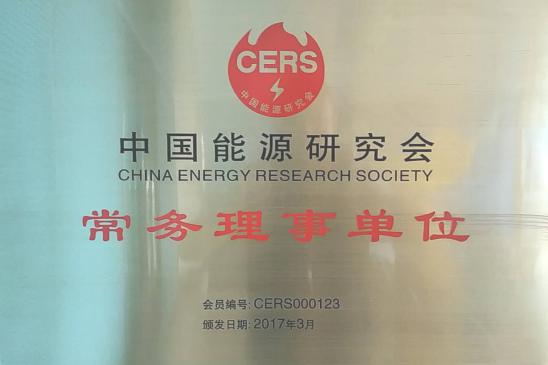 CERS
中国能源研究会
中国能源研究会
CHINA ENERGY RESEARCH SOCIETY
常务理事单位
会员编号: CERS000123
颁发日期: 2017年3月